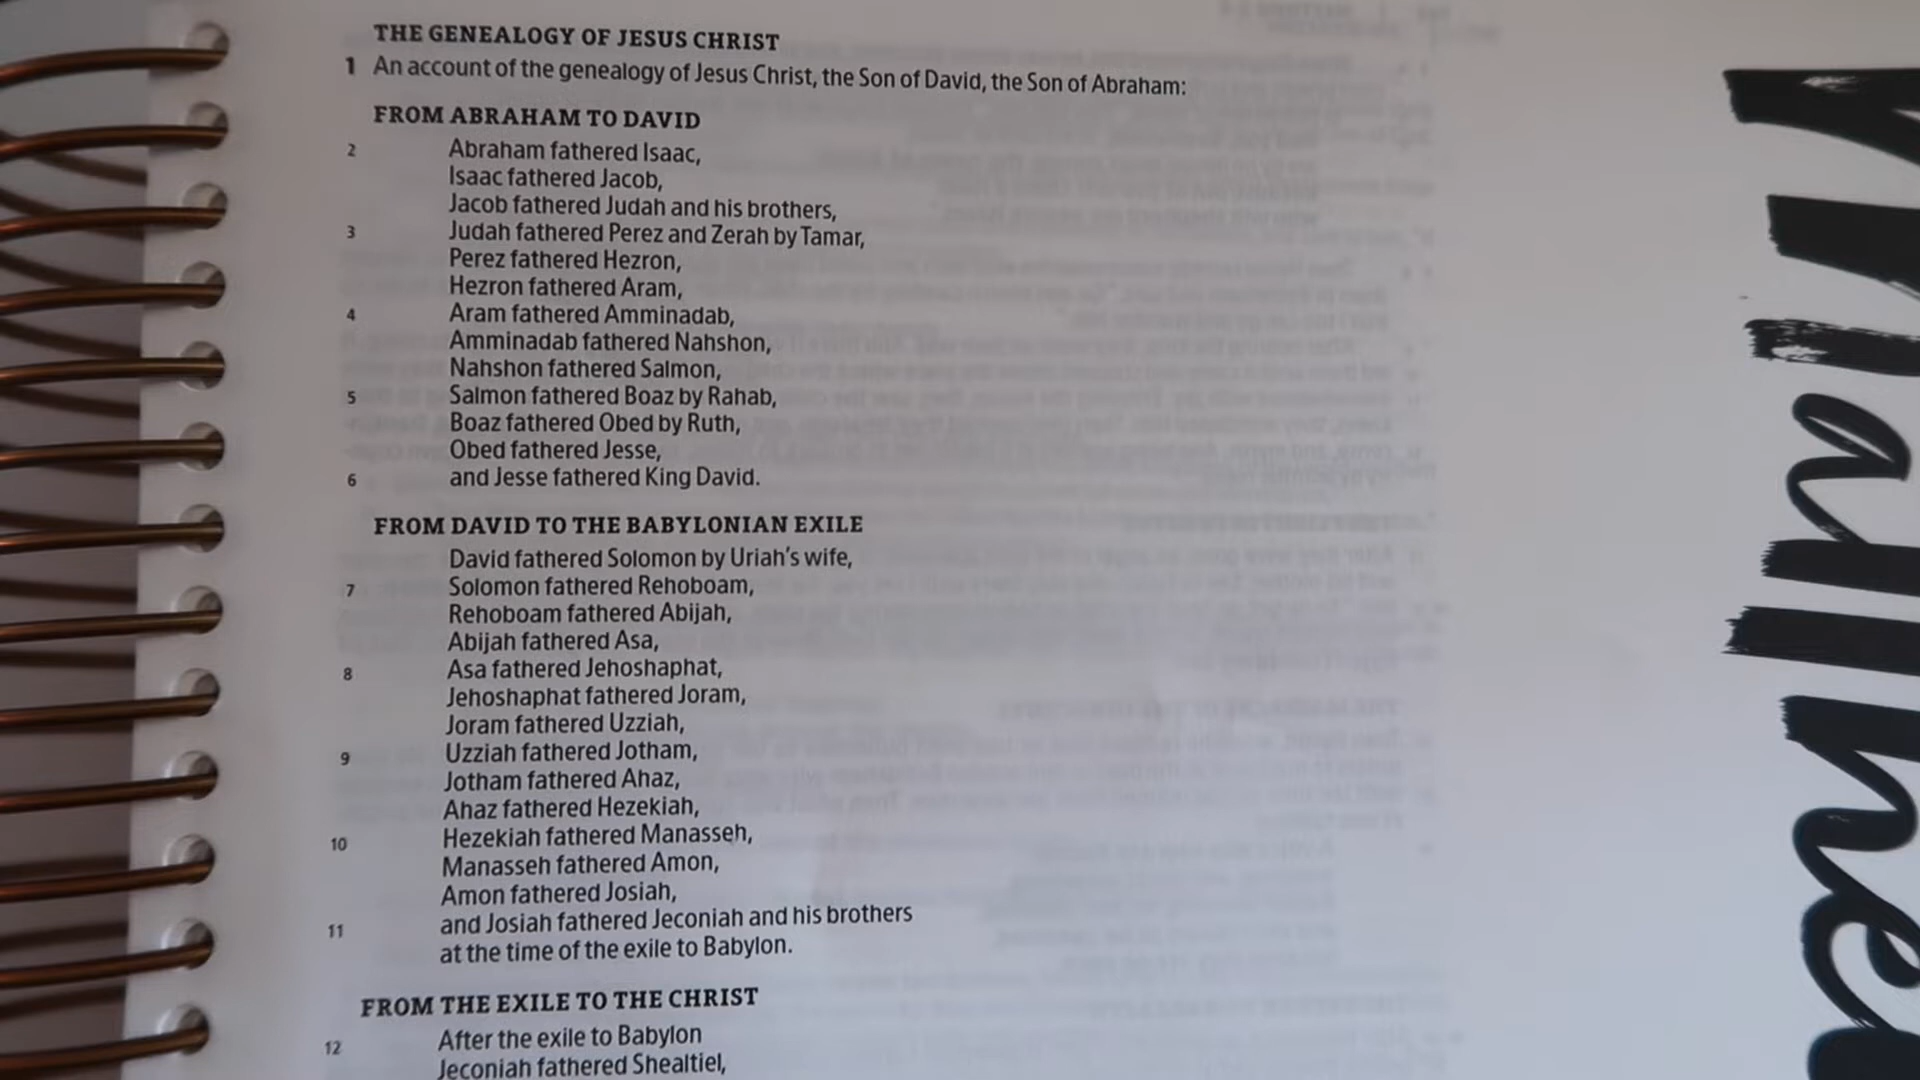 THE GENEALOGY OF JESUS CHRIST
1 An account of the genealogy of Jesus Christ, the Son of David, the Son of Abraham:
FROM ABRAHAM TO DAVID
2 Abraham fathered Isaac,
Isaac fathered Jacob,
Jacob fathered Judah and his brothers,
3 Judah fathered Perez and Zerah by Tamar,
Perez fathered Hezron,
Hezron fathered Aram,
4 Aram fathered Amminadab,
Amminadab fathered Nahshon,
Nahshon fathered Salmon,
5 Salmon fathered Boaz by Rahab,
Boaz fathered Obed by Ruth,
Obed fathered Jesse,
6 and Jesse fathered King David.
FROM DAVID TO THE BABYLONIAN EXILE
David fathered Solomon by Uriah's wife,
7 Solomon fathered Rehoboam,
Rehoboam fathered Abijah,
Abijah fathered Asa,
8 Asa fathered Jehoshaphat,
Jehoshaphat fathered Joram,
Joram fathered Uzziah,
9 Uzziah fathered Jotham,
Jotham fathered Ahaz,
Ahaz fathered Hezekiah,
10 Hezekiah fathered Manasseh,
Manasseh fathered Amon,
Amon fathered Josiah,
11 and Josiah fathered Jeconiah and his brothers
at the time of the exile to Babylon.
FROM THE EXILE TO THE CHRIST
12 After the exile to Babylon
Jeconiah fathered Shealtiel,